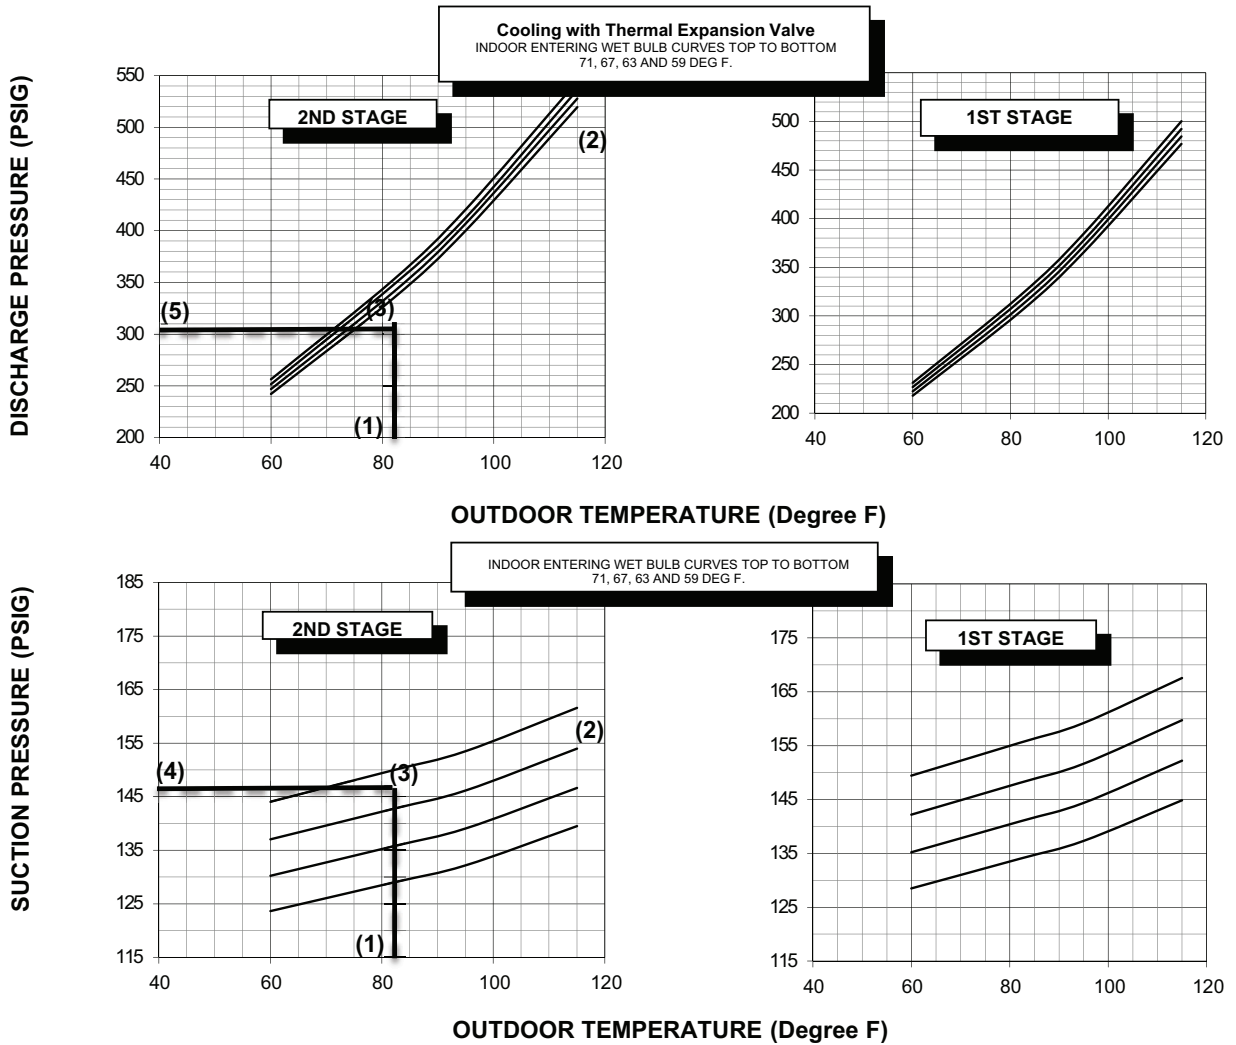 Cooling with Thermal Expansion Valve
INDOOR ENTERING WET BULB CURVES TOP TO BOTTOM
71, 67, 63 AND 59 DEG F.
DISCHARGE PRESSURE (PSIG)
2ND STAGE
550
500
450
400
350
300
250
200
(2)
(3)
(5)
(1)
40 60 80 100 120
1ST STAGE
500
450
400
350
300
250
200
40 60 80 100 120
OUTDOOR TEMPERATURE (Degree F)
INDOOR ENTERING WET BULB CURVES TOP TO BOTTOM
71, 67, 63 AND 59 DEG F.
SUCTION PRESSURE (PSIG)
2ND STAGE
185
175
165
155
145
135
125
115
(2)
(4)
(3)
(1)
40 60 80 100 120
1ST STAGE
175
165
155
145
135
125
115
40 60 80 100 120
OUTDOOR TEMPERATURE (Degree F)